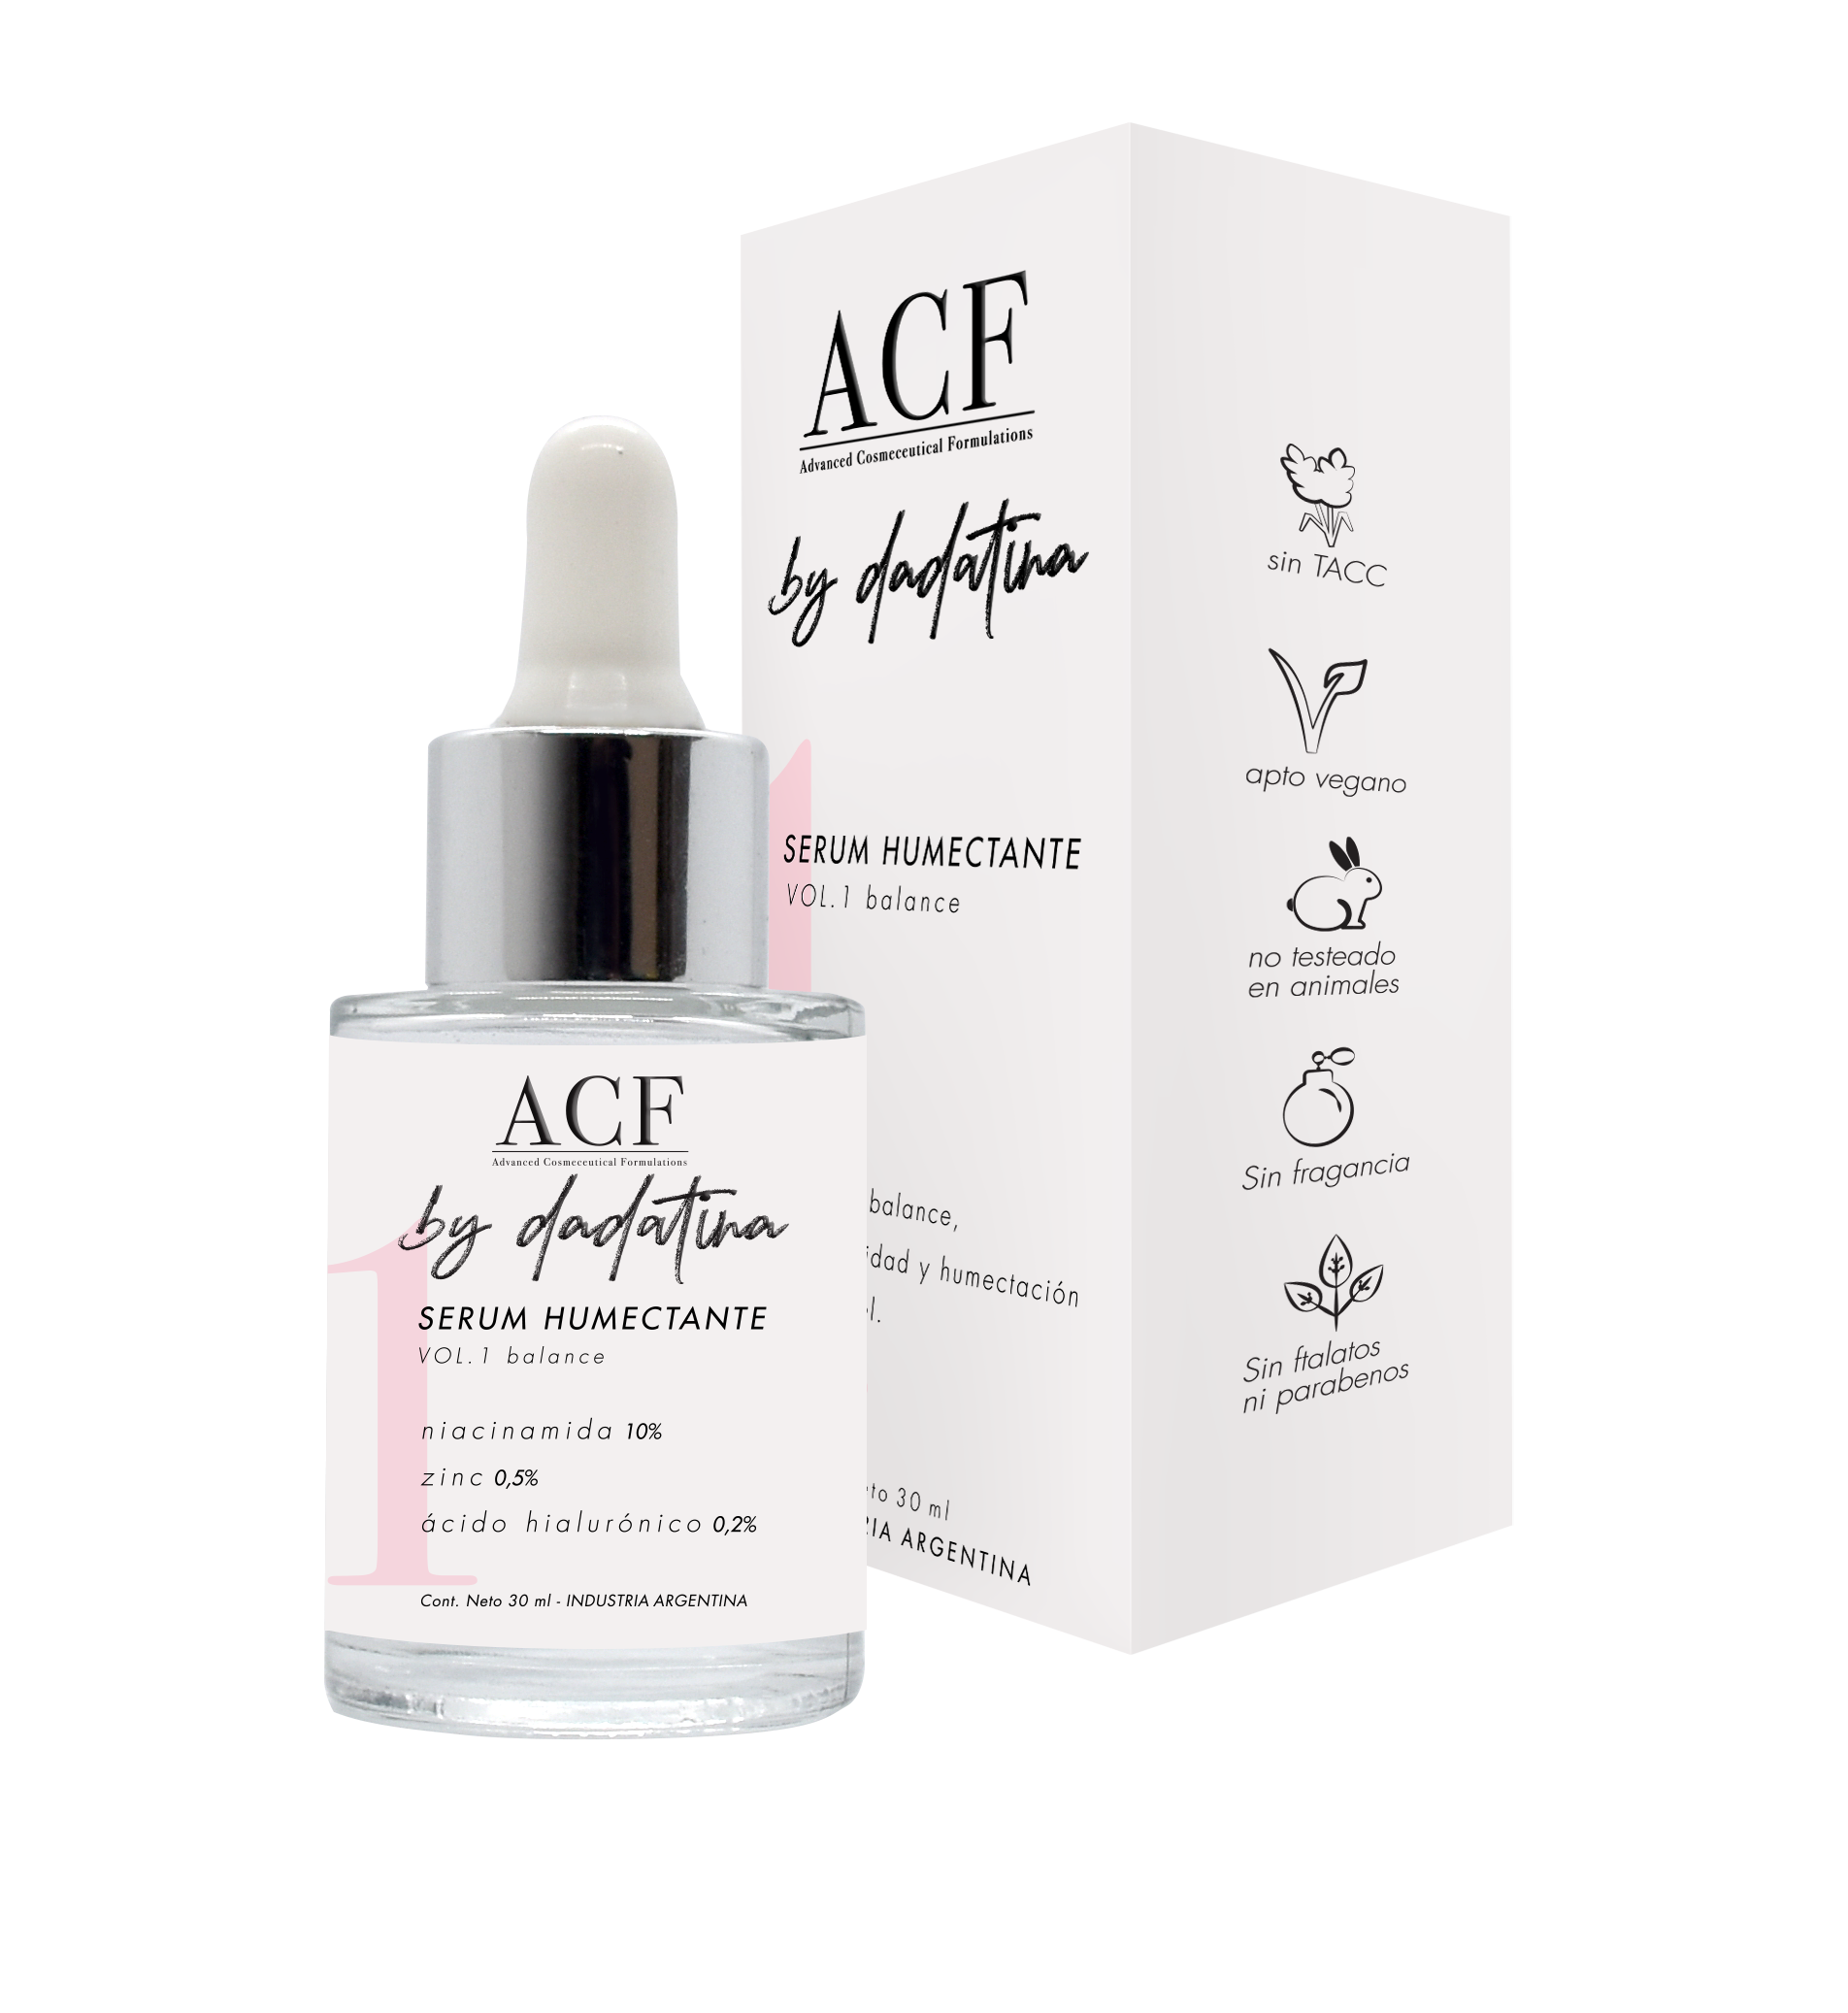 ACF
Advanced Cosmeceutical Formulations
by dadatina
1
SERUM HUMECTANTE
VOL.1 balance
balance,
y humectación
30 ml
ARGENTINA
sin TACC
apto vegano
no testeado
en animales
Sin fragancia
Sin ftalatos
ni parabenos
ACF
Advanced Cosmeceutical Formulations
by dadatina
1
SERUM HUMECTANTE
VOL.1 balance
niacinamida 10%
zinc 0,5%
ácido hialurónico 0,2%
Cont. Neto 30 ml - INDUSTRIA ARGENTINA